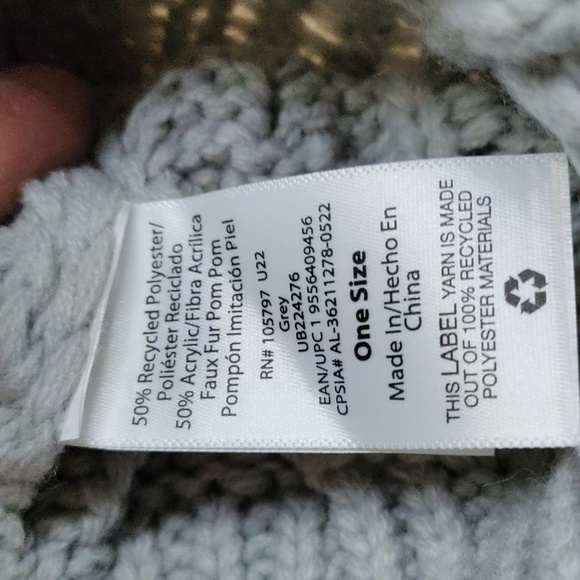 50% Recycled Polyester/
Poliéster Reciclado
50% Acrylic/Fibra Acrílica
Faux Fur Pom Pom
Pompón Imitación Piel
RN# 105797 U22
Grey
UB224276
EAN/UPC 1 9556409456
CPSIA# AL-36211278-0522
One Size
Made In/Hecho En
China
THIS LABEL YARN IS MADE
OUT OF 100% RECYCLED
POLYESTER MATERIALS